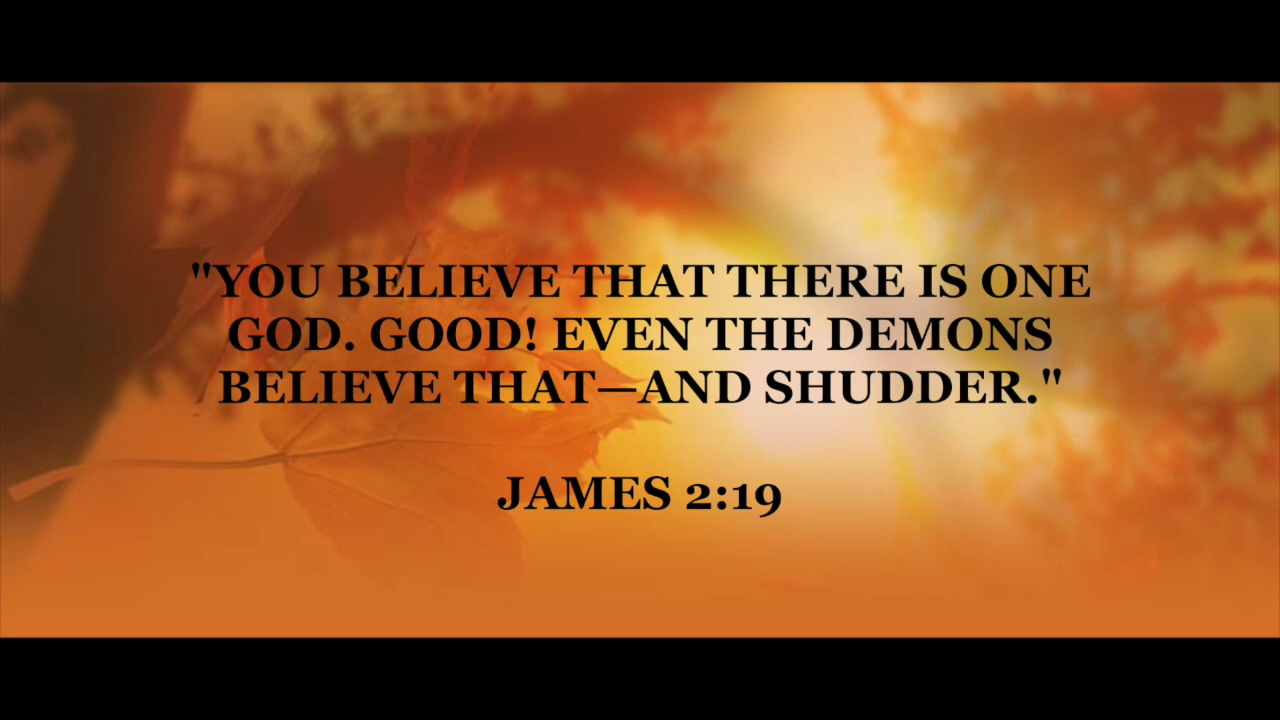 "YOU BELIEVE THAT THERE IS ONE
GOD. GOOD! EVEN THE DEMONS
BELIEVE THAT—AND SHUDDER."
JAMES 2:19